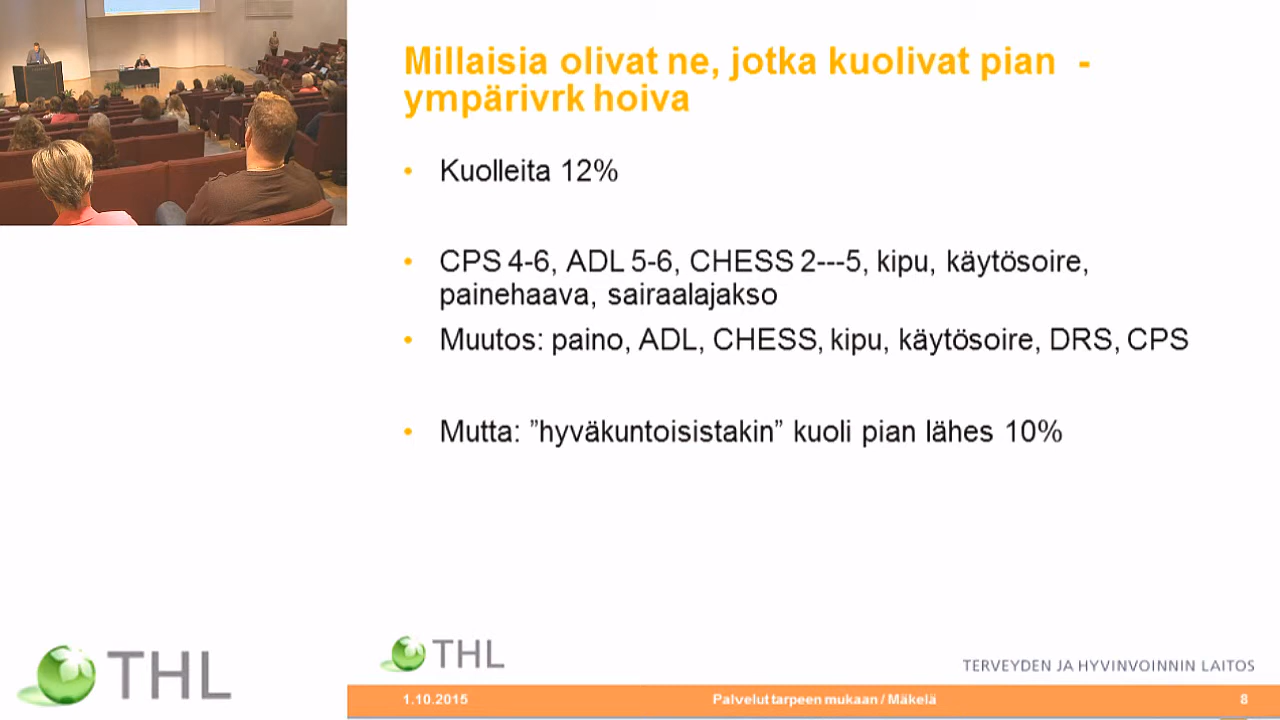 Millaisia olivat ne, jotka kuolivat pian -
ympärivrk hoiva
• Kuolleita 12%
• CPS 4-6, ADL 5-6, CHESS 2---5, kipu, käytösoire,
painehaava, sairaalajakso
• Muutos: paino, ADL, CHESS, kipu, käytösoire, DRS, CPS
• Mutta: ”hyväkuntoisistakin” kuoli pian lähes 10%
THL
THL
TERVEYDEN JA HYVINVOINNIN LAITOS
1.10.2015 Palvelut tarpeen mukaan / Mäkelä 8